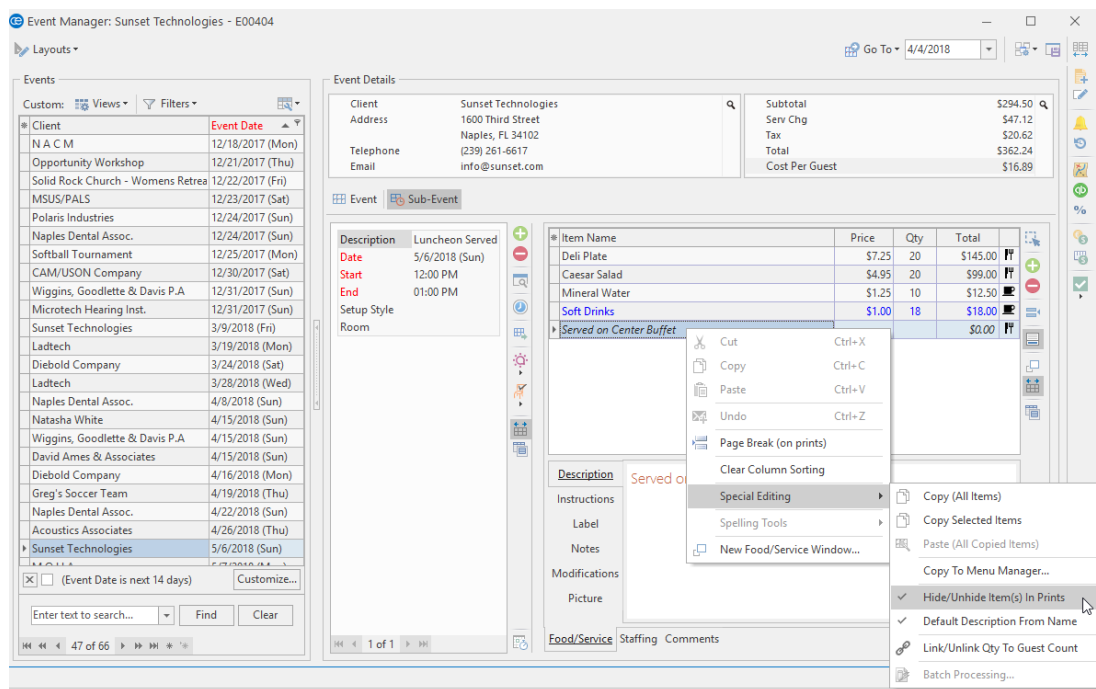 Event Manager: Sunset Technologies - E00404
Layouts
Go To 4/4/2018
Events
Custom: Views Filters
Client Event Date
N A C M 12/18/2017 (Mon)
Opportunity Workshop 12/21/2017 (Thu)
Solid Rock Church - Womens Retrea 12/22/2017 (Fri)
MSUS/PALS 12/23/2017 (Sat)
Polaris Industries 12/24/2017 (Sun)
Naples Dental Assoc. 12/24/2017 (Sun)
Softball Tournament 12/25/2017 (Mon)
CAM/USON Company 12/30/2017 (Sat)
Wiggins, Goodlette & Davis P.A 12/31/2017 (Sun)
Microtech Hearing Inst. 12/31/2017 (Sun)
Sunset Technologies 3/9/2018 (Fri)
Ladtech 3/19/2018 (Mon)
Diebold Company 3/24/2018 (Sat)
Ladtech 3/28/2018 (Wed)
Naples Dental Assoc. 4/8/2018 (Sun)
Natasha White 4/15/2018 (Sun)
Wiggins, Goodlette & Davis P.A 4/15/2018 (Sun)
David Ames & Associates 4/15/2018 (Sun)
Diebold Company 4/16/2018 (Mon)
Greg's Soccer Team 4/19/2018 (Thu)
Naples Dental Assoc. 4/22/2018 (Sun)
Acoustics Associates 4/26/2018 (Thu)
Sunset Technologies 5/6/2018 (Sun)
(Event Date is next 14 days) Customize...
Enter text to search... Find Clear
47 of 66
Event Details
Client Sunset Technologies
Address 1600 Third Street
Naples, FL 34102
Telephone (239) 261-6617
Email info@sunset.com
Subtotal $294.50
Serv Chg $47.12
Tax $20.62
Total $362.24
Cost Per Guest $16.89
Event Sub-Event
Description Luncheon Served
Date 5/6/2018 (Sun)
Start 12:00 PM
End 01:00 PM
Setup Style
Room
1 of 1
Item Name Price Qty Total
Deli Plate $7.25 20 $145.00
Caesar Salad $4.95 20 $99.00
Mineral Water $1.25 10 $12.50
Soft Drinks $1.00 18 $18.00
Served on Center Buffet $0.00
Cut Ctrl+X
Copy Ctrl+C
Paste Ctrl+V
Undo Ctrl+Z
Page Break (on prints)
Clear Column Sorting
Special Editing
Spelling Tools
New Food/Service Window...
Description
Instructions
Label
Notes
Modifications
Picture
Served o
Food/Service Staffing Comments
Copy (All Items)
Copy Selected Items
Paste (All Copied Items)
Copy To Menu Manager...
Hide/Unhide Item(s) In Prints
Default Description From Name
Link/Unlink Qty To Guest Count
Batch Processing...